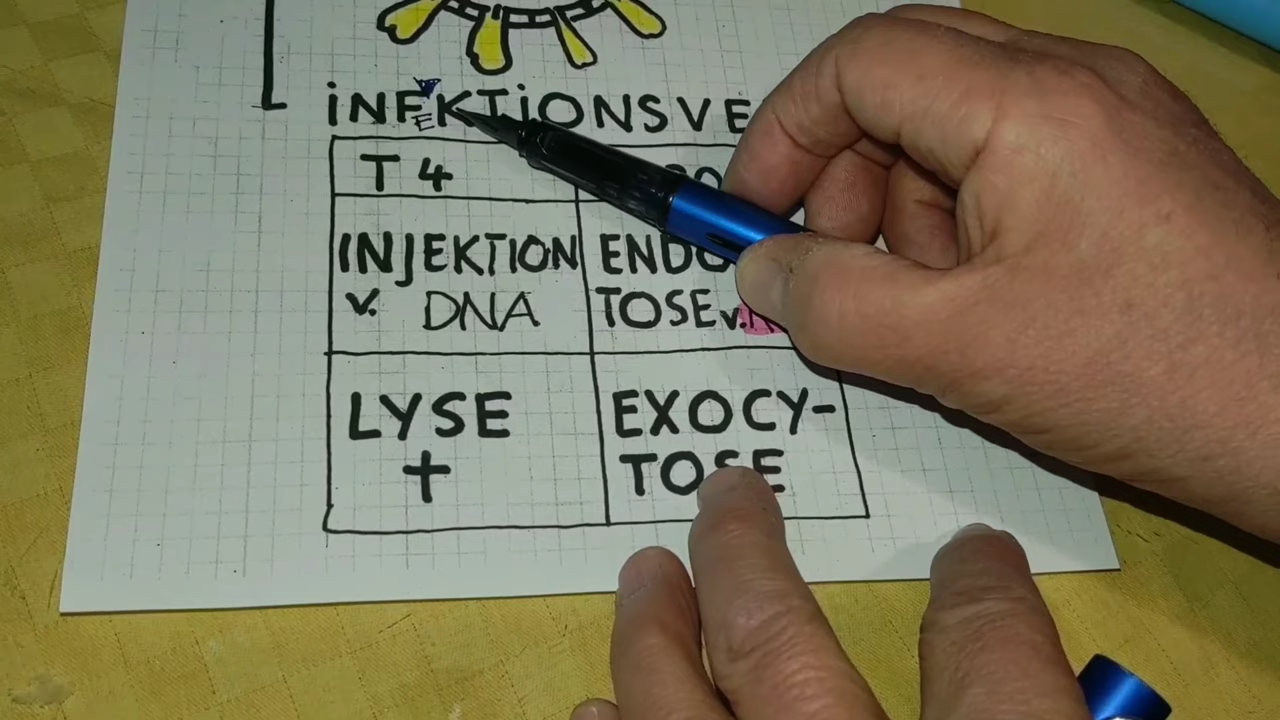 iNFEKTiONSVE
T4
INJEKTION ENDO
v. DNA TOSE v.
LYSE EXOCY-
+ TOSE